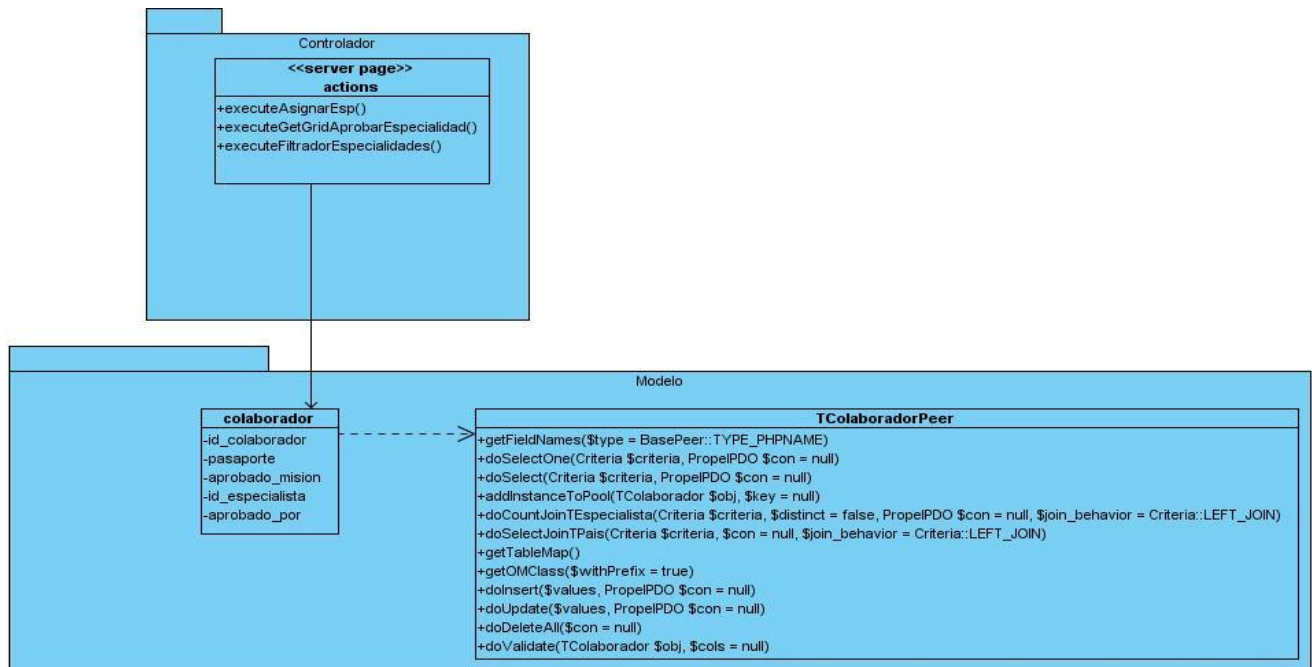 Controlador
<<server page>>
actions
+executeAsignarEsp()
+executeGetGridAprobarEspecialidad()
+executeFiltradorEspecialidades()
Modelo
colaborador
-id_colaborador
-pasaporte
-aprobado_mision
-id_especialista
-aprobado_por
TColaboradorPeer
+getFieldNames($type = BasePeer::TYPE_PHPNAME)
+doSelectOne(Criteria $criteria, PropelPDO $con = null)
+doSelect(Criteria $criteria, PropelPDO $con = null)
+addInstanceToPool(TColaborador $obj, $key = null)
+doCountJoinTEspecialista(Criteria $criteria, $distinct = false, PropelPDO $con = null, $join_behavior = Criteria::LEFT_JOIN)
+doSelectJoinTPais(Criteria $criteria, $con = null, $join_behavior = Criteria::LEFT_JOIN)
+getTableMap()
+getOMClass($withPrefix = true)
+doInsert($values, PropelPDO $con = null)
+doUpdate($values, PropelPDO $con = null)
+doDeleteAll($con = null)
+doValidate(TColaborador $obj, $cols = null)